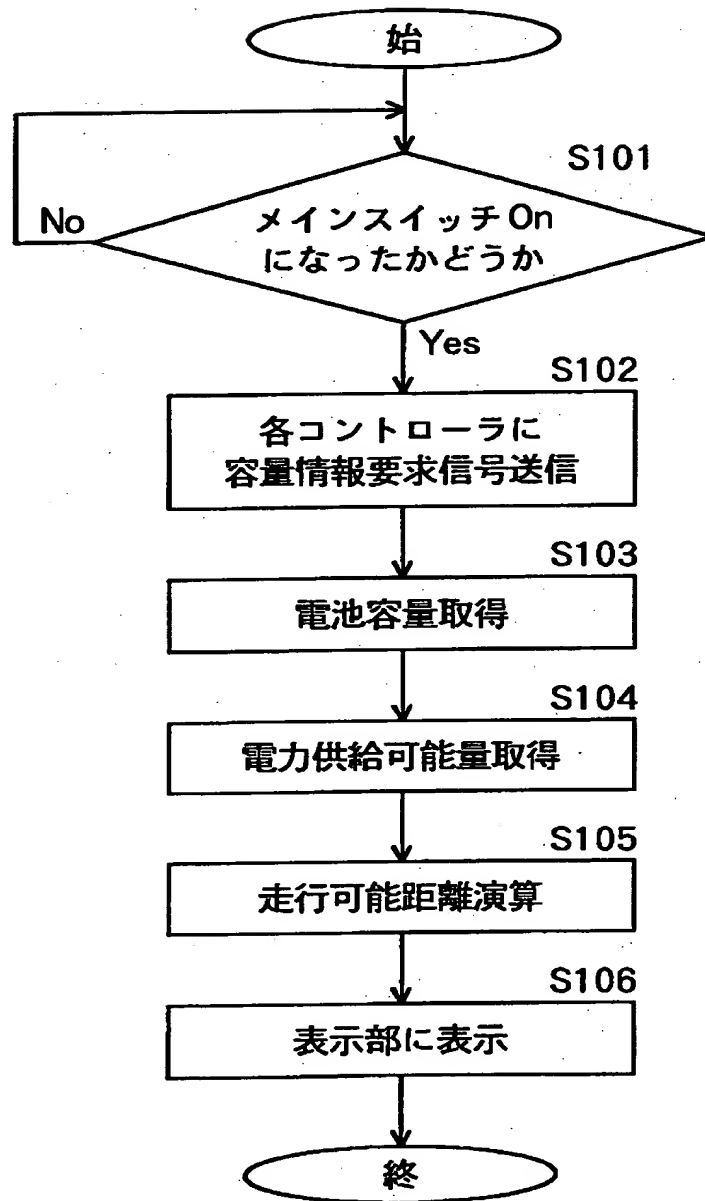 始
S101
メインスイッチOn
になったかどうか
No
Yes
S102
各コントローラに
容量情報要求信号送信
S103
電池容量取得
S104
電力供給可能量取得
S105
走行可能距離演算
S106
表示部に表示
終